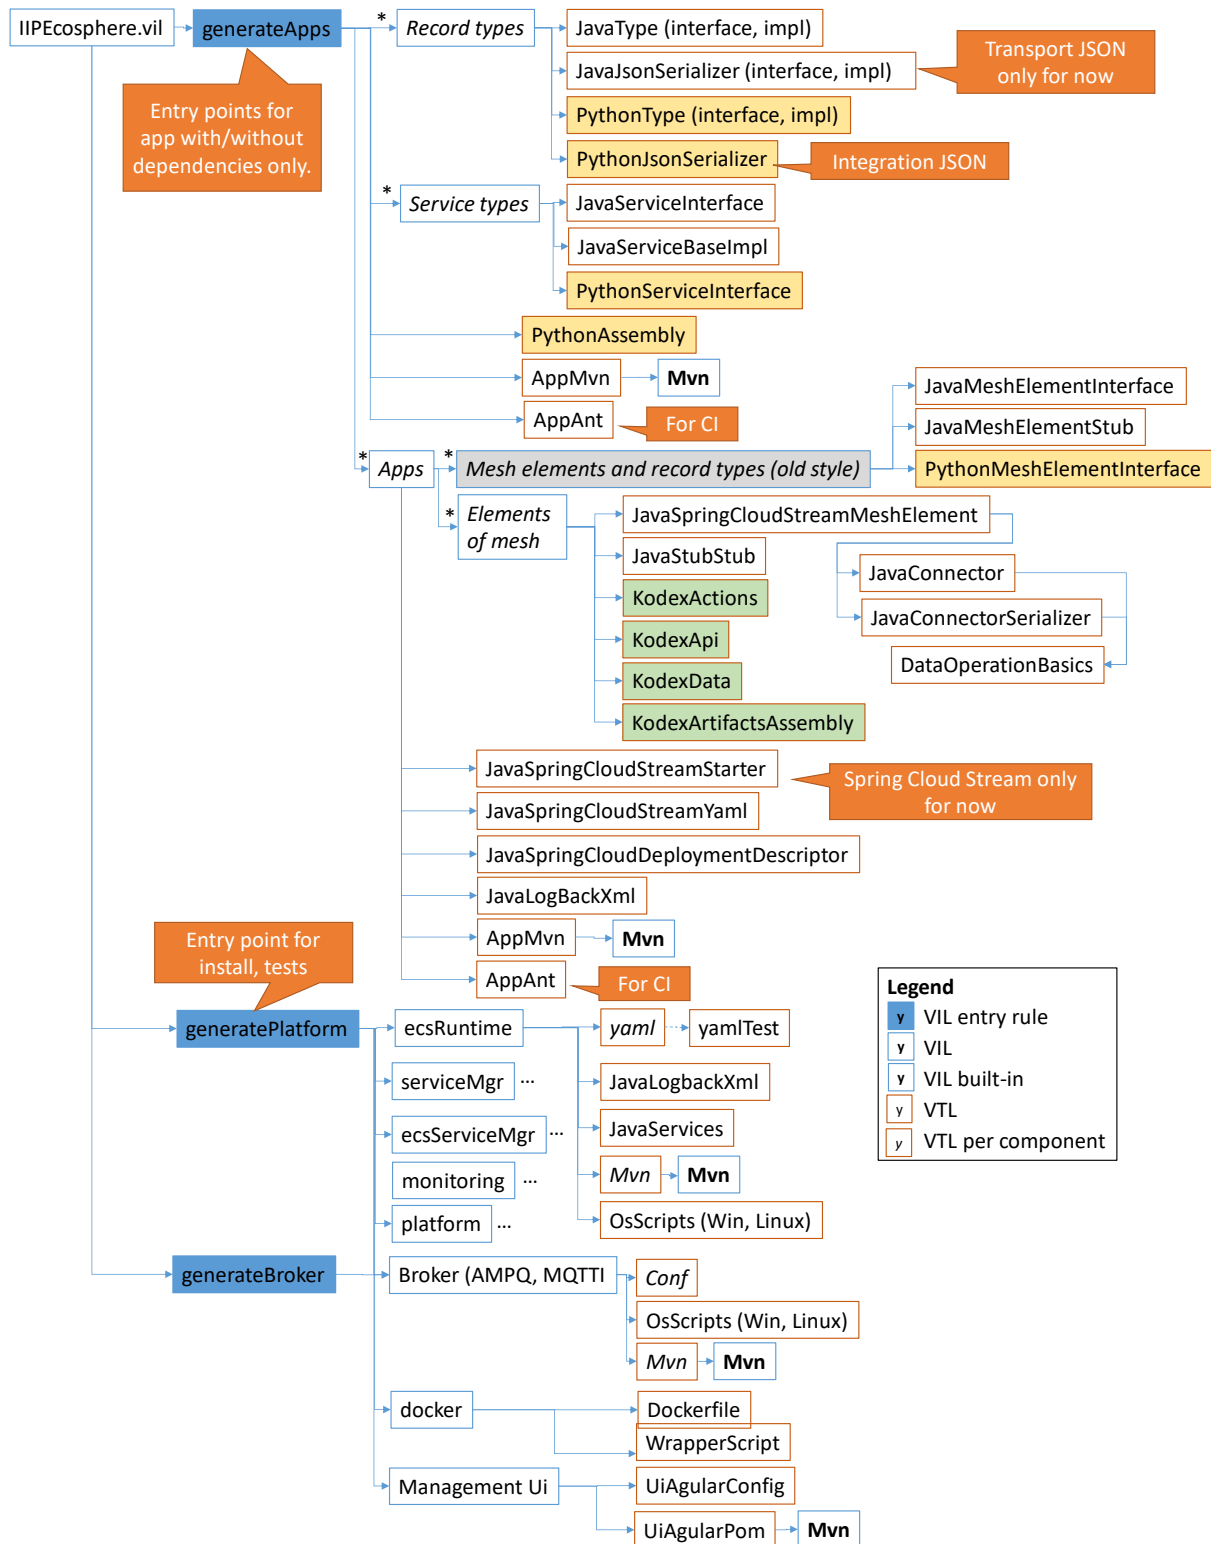 IIPEcosphere.vil
generateApps
*
Record types
JavaType (interface, impl)
JavaJsonSerializer (interface, impl)
Transport JSON
only for now
Entry points for
app with/without
dependencies only.
PythonType (interface, impl)
PythonJsonSerializer
Integration JSON
*
Service types
JavaServiceInterface
JavaServiceBaseImpl
PythonServiceInterface
PythonAssembly
AppMvn
Mvn
AppAnt
For CI
JavaMeshElementInterface
JavaMeshElementStub
*
Apps
*
Mesh elements and record types (old style)
PythonMeshElementInterface
*
Elements
of mesh
JavaSpringCloudStreamMeshElement
JavaStubStub
JavaConnector
KodexActions
JavaConnectorSerializer
KodexApi
DataOperationBasics
KodexData
KodexArtifactsAssembly
JavaSpringCloudStreamStarter
Spring Cloud Stream only
for now
JavaSpringCloudStreamYaml
JavaSpringCloudDeploymentDescriptor
JavaLogBackXml
AppMvn
Mvn
AppAnt
For CI
Entry point for
install, tests
generatePlatform
ecsRuntime
yaml
yamlTest
serviceMgr
...
JavaLogbackXml
ecsServiceMgr
...
JavaServices
monitoring
...
Mvn
Mvn
platform
...
OsScripts (Win, Linux)
Legend
y
VIL entry rule
y
VIL
y
VIL built-in
y
VTL
y
VTL per component
generateBroker
Broker (AMPQ, MQTTI
Conf
OsScripts (Win, Linux)
Mvn
Mvn
docker
Dockerfile
WrapperScript
Management Ui
UiAgularConfig
UiAgularPom
Mvn